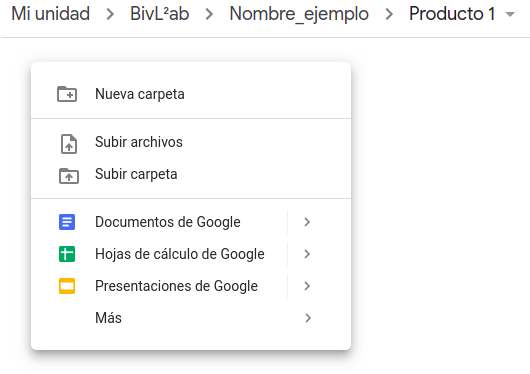 Mi unidad > BivL²ab > Nombre_ejemplo > Producto 1
Nueva carpeta
Subir archivos
Subir carpeta
Documentos de Google
Hojas de cálculo de Google
Presentaciones de Google
Más